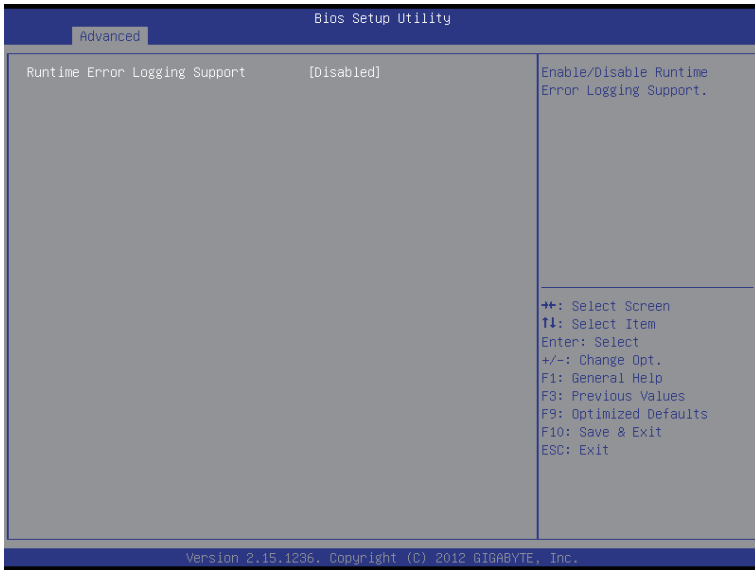 Bios Setup Utility
Advanced
Runtime Error Logging Support [Disabled]
Enable/Disable Runtime
Error Logging Support.
→←: Select Screen
↑↓: Select Item
Enter: Select
+/-: Change Opt.
F1: General Help
F3: Previous Values
F9: Optimized Defaults
F10: Save & Exit
ESC: Exit
Version 2.15.1236. Copyright (C) 2012 GIGABYTE, Inc.